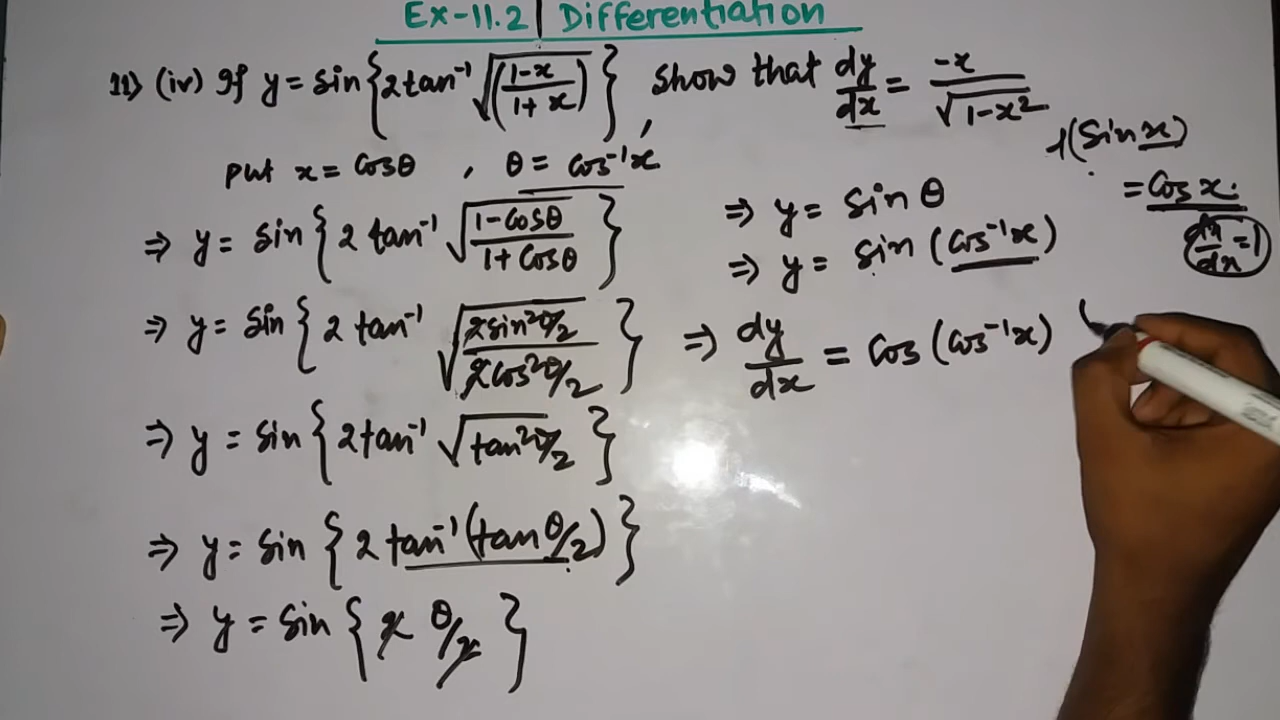 Ex-11.2 | Differentiation
11) (iv) If y = sin{2tan⁻¹√((1-x)/(1+x))}, show that dy/dx = -x/√(1-x²)
put x = cosθ , θ = cos⁻¹x
⇒ y = sin{2 tan⁻¹ √((1-cosθ)/(1+cosθ))}
⇒ y = sin{2 tan⁻¹ √(2sin²θ/2 / 2cos²θ/2)}
⇒ y = sin{2tan⁻¹ √(tan²θ/2)}
⇒ y = sin{2 tan⁻¹(tan θ/2)}
⇒ y = sin{2 θ/2}
⇒ y = sin θ
⇒ y = sin (cos⁻¹x)
⇒ dy/dx = cos (cos⁻¹x)
d(sin x)
= cos x.
dx/dx = 1